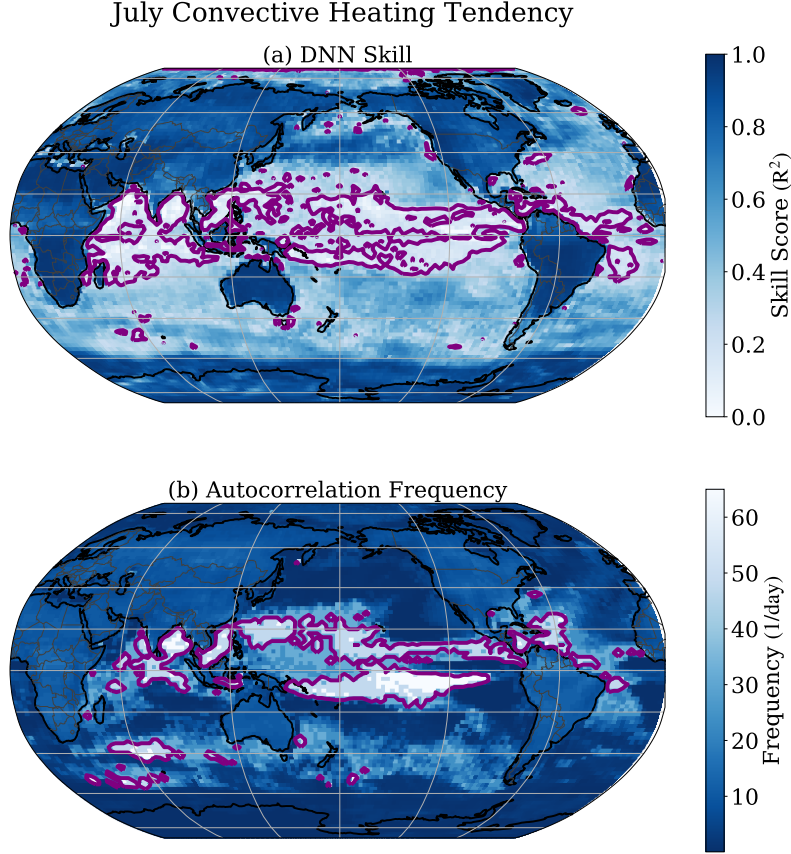 July Convective Heating Tendency
(a) DNN Skill
1.0
0.8
0.6
0.4
0.2
0.0
Skill Score (R²)
(b) Autocorrelation Frequency
60
50
40
30
20
10
Frequency (1/day)